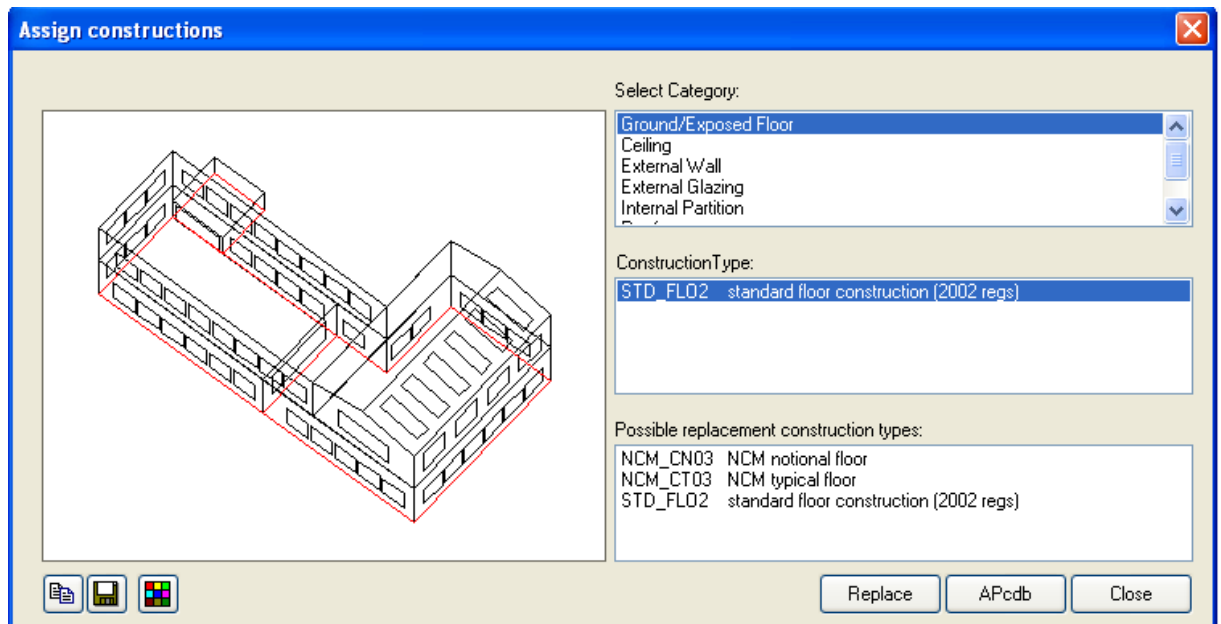 Assign constructions
Select Category:
Ground/Exposed Floor
Ceiling
External Wall
External Glazing
Internal Partition
ConstructionType:
STD_FLO2 standard floor construction (2002 regs)
Possible replacement construction types:
NCM_CN03 NCM notional floor
NCM_CT03 NCM typical floor
STD_FLO2 standard floor construction (2002 regs)
Replace APcdb Close